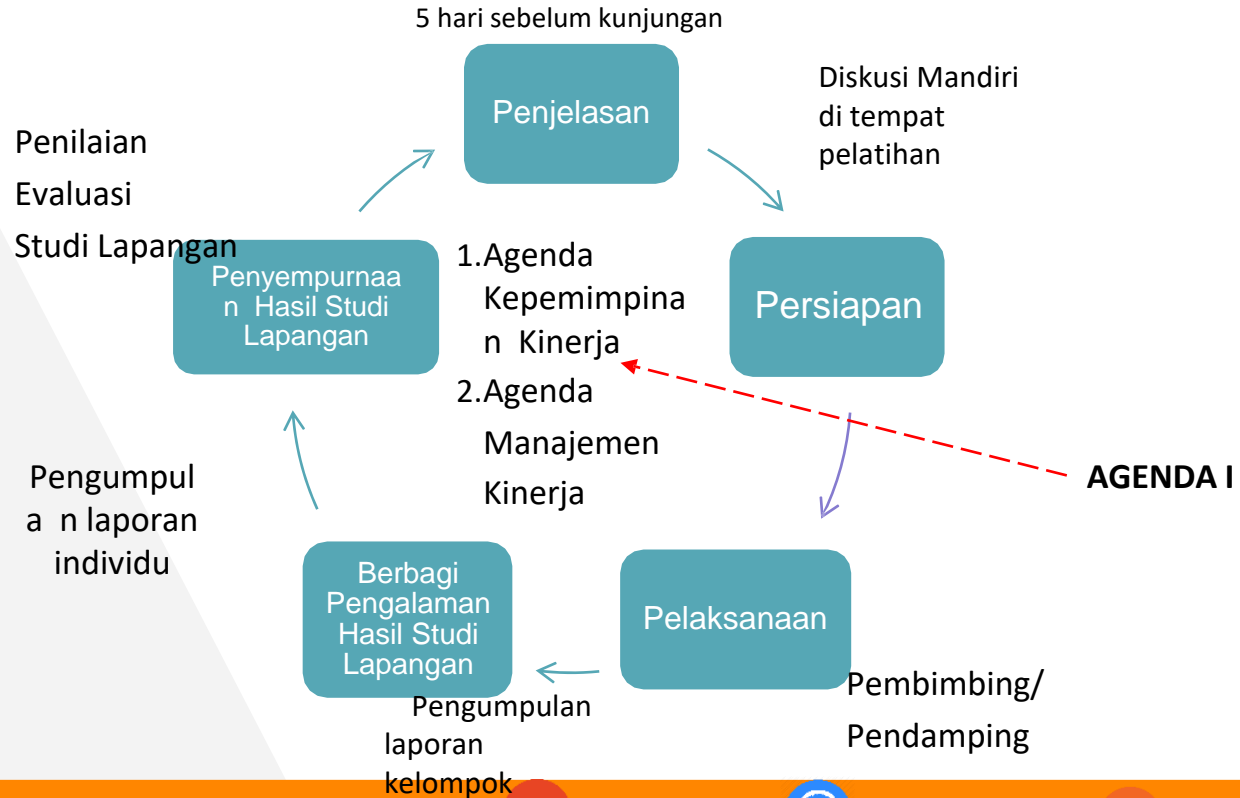 5 hari sebelum kunjungan
Penjelasan
Diskusi Mandiri
di tempat
pelatihan
Penilaian
Evaluasi
Studi Lapangan
Penyempurnaa
n Hasil Studi
Lapangan
1.Agenda
Kepemimpina
n Kinerja
2.Agenda
Manajemen
Kinerja
Persiapan
AGENDA I
Pengumpul
a n laporan
individu
Berbagi
Pengalaman
Hasil Studi
Lapangan
Pelaksanaan
Pembimbing/
Pendamping
Pengumpulan
laporan
kelompok